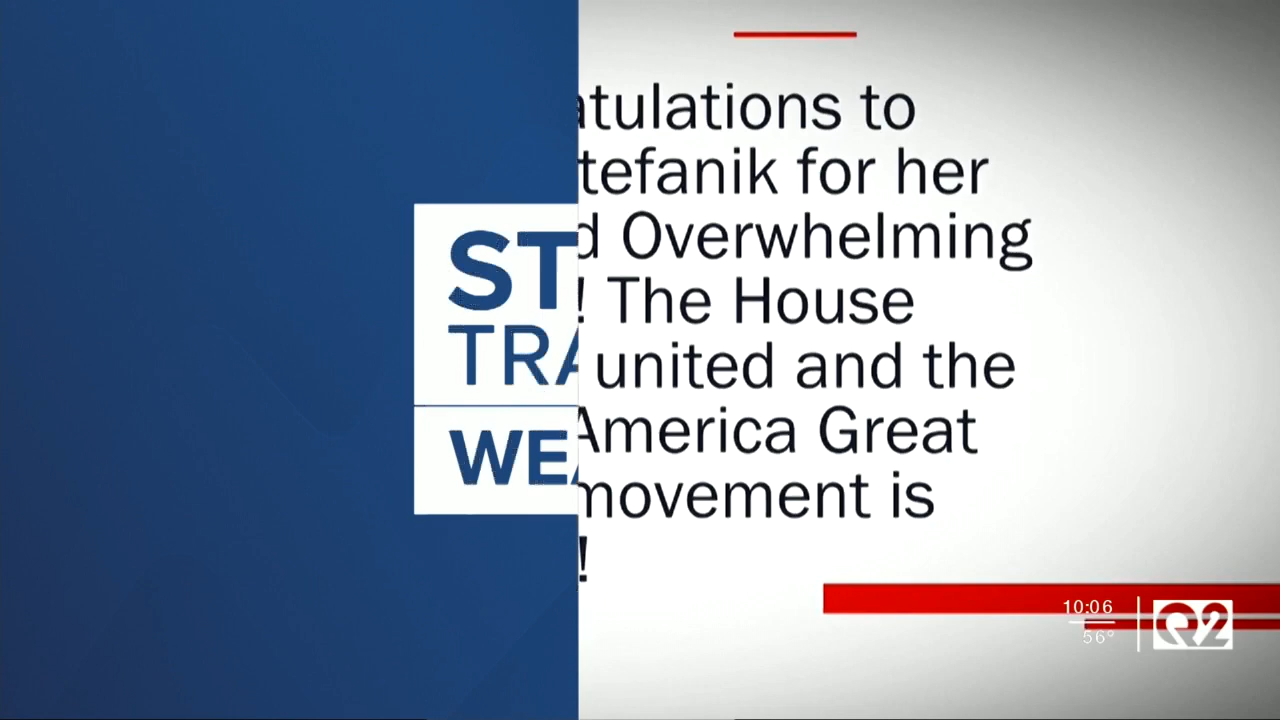 atulations to
tefanik for her
d Overwhelming
! The House
united and the
America Great
movement is
!
ST
TRA
WEA
10:06
56°
Q2